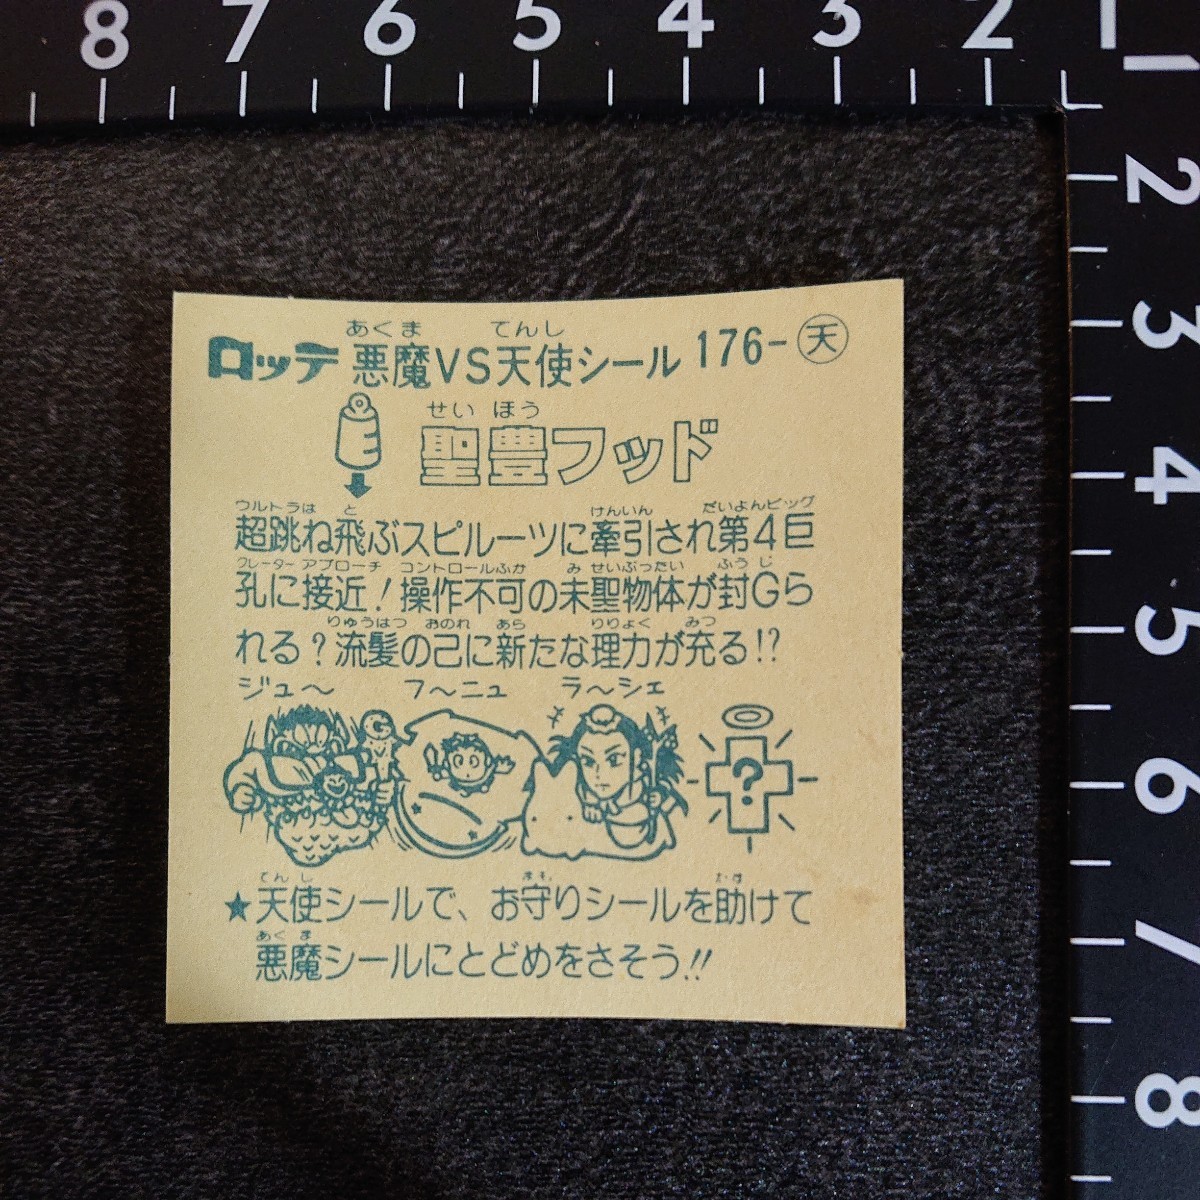 8 7 6 5 4 3 2 1
1
2
3
4
5
6
7
8
あくま てんし
ロッテ 悪魔VS天使シール 176-天
せい ほう
聖豊フッド
ウルトラは と けんいん だいよんビッグ
超跳ね飛ぶスピルーツに牽引され第4巨
クレーター アプローチ コントロールふか み せいぶったい ふう じ
孔に接近!操作不可の未聖物体が封Gら
りゅうはつ おのれ あら りりょく みつ
れる?流髪の己に新たな理力が充る!?
ジュ〜 フ〜ニュ ラ〜シェ
?
てんし まも たす
★天使シールで、お守りシールを助けて
あくま
悪魔シールにとどめをさそう!!